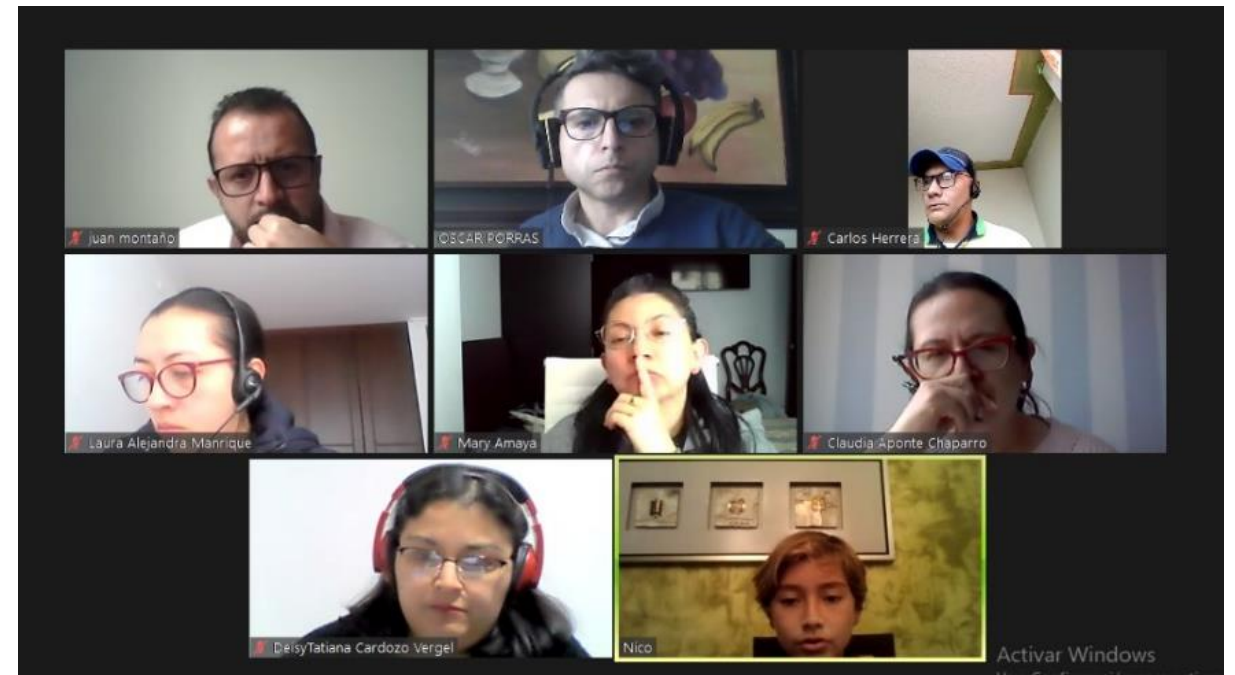 juan montaño
OSCAR PORRAS
Carlos Herrera
Laura Alejandra Manrique
Mary Amaya
Claudia Aponte Chaparro
DeisyTatiana Cardozo Vergel
Nico
Activar Windows